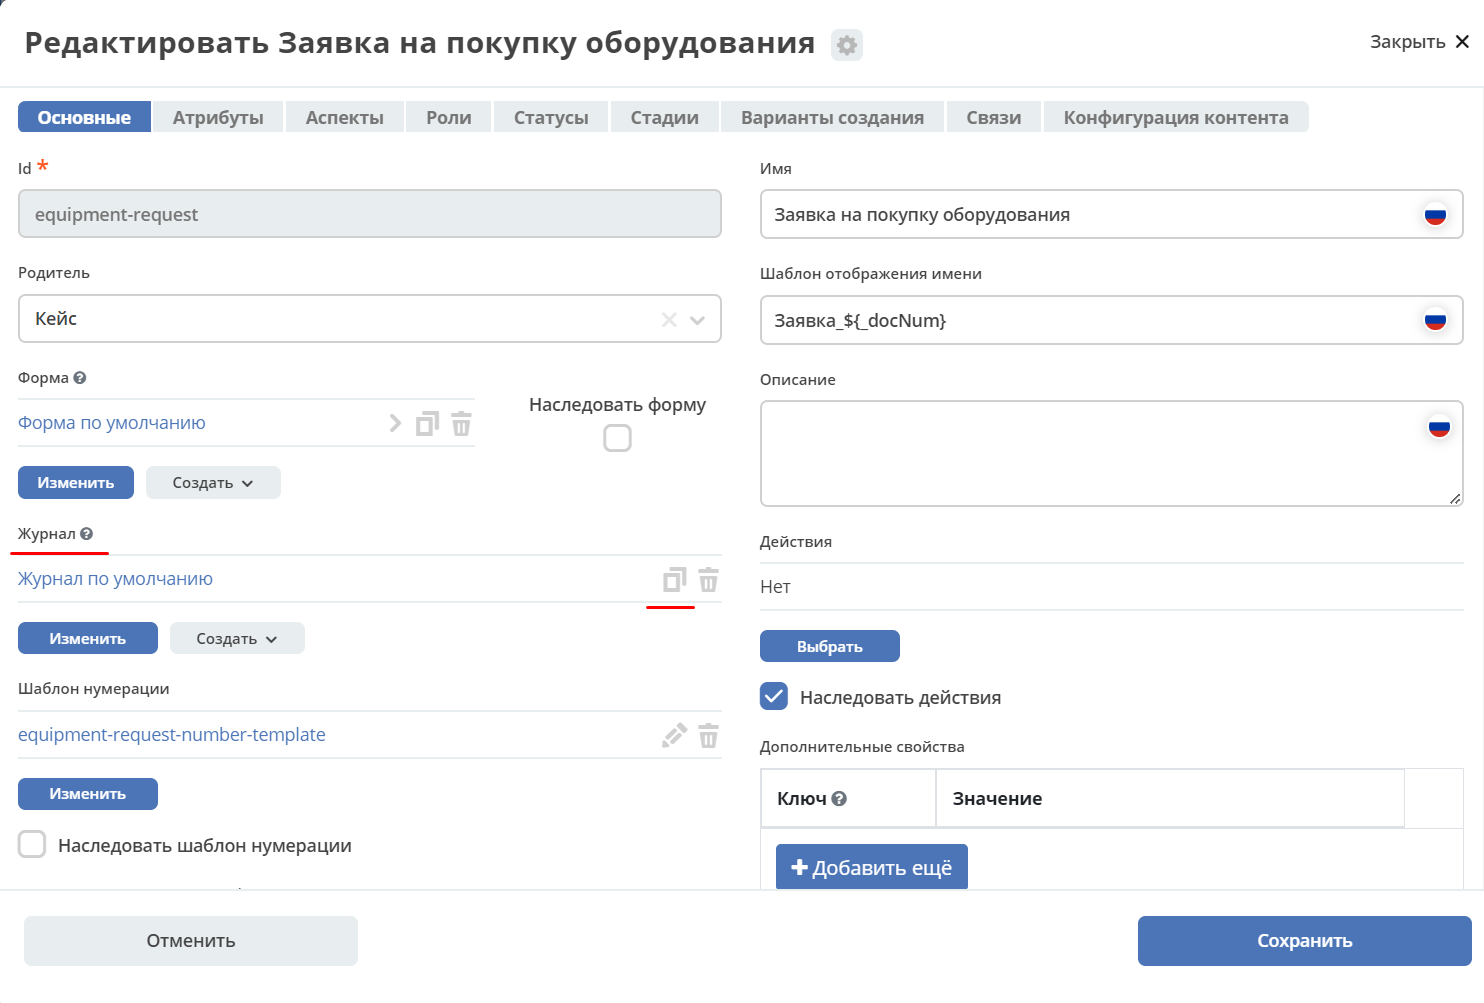 Редактировать Заявка на покупку оборудования
Закрыть
Основные
Атрибуты
Аспекты
Роли
Статусы
Стадии
Варианты создания
Связи
Конфигурация контента
Id *
equipment-request
Родитель
Кейс
Форма
Форма по умолчанию
Наследовать форму
Изменить
Создать
Журнал
Журнал по умолчанию
Изменить
Создать
Шаблон нумерации
equipment-request-number-template
Изменить
Наследовать шаблон нумерации
Имя
Заявка на покупку оборудования
Шаблон отображения имени
Заявка_${_docNum}
Описание
Действия
Нет
Выбрать
Наследовать действия
Дополнительные свойства
Ключ
Значение
Добавить ещё
Отменить
Сохранить